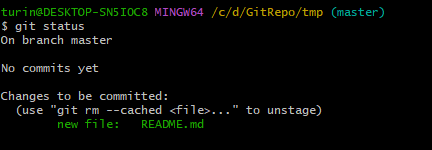 turin@DESKTOP-SN5IOC8 MINGW64 /c/d/GitRepo/tmp (master)
$ git status
On branch master
No commits yet
Changes to be committed:
(use "git rm --cached <file>..." to unstage)
new file: README.md